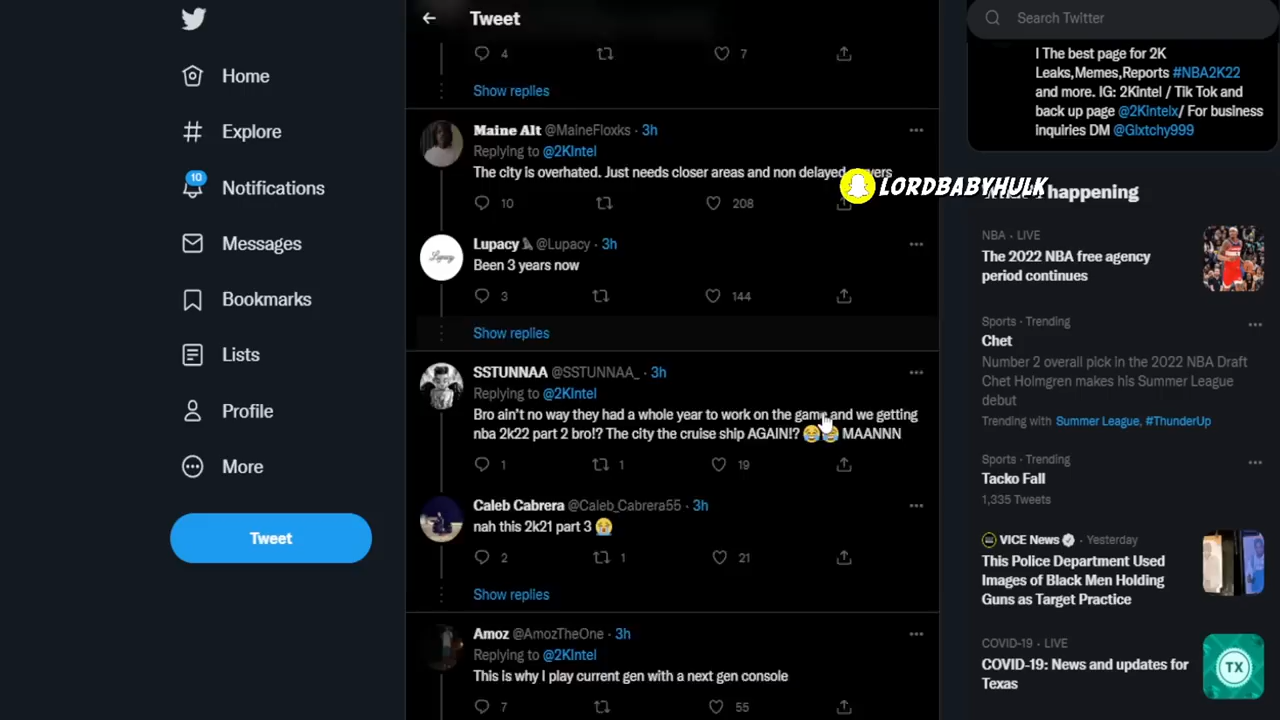 Tweet
Search Twitter
Home
Explore
10
Notifications
Messages
Bookmarks
Lists
Profile
More
Tweet
4
7
Show replies
Maine Alt @MaineFloxks · 3h
Replying to @2KIntel
The city is overhated. Just needs closer areas and non delayed
10
208
Lupacy @Lupacy · 3h
Been 3 years now
3
144
Show replies
SSTUNNAA @SSTUNNAA_ · 3h
Replying to @2KIntel
Bro ain't no way they had a whole year to work on the game and we getting
nba 2k22 part 2 bro!? The city the cruise ship AGAIN!? 😂😂 MAANNN
1
1
19
Caleb Cabrera @Caleb_Cabrera55 · 3h
nah this 2k21 part 3 😭
2
1
21
Show replies
Amoz @AmozTheOne · 3h
Replying to @2KIntel
This is why I play current gen with a next gen console
7
55
I The best page for 2K
Leaks,Memes,Reports #NBA2K22
and more. IG: 2KIntel / Tik Tok and
back up page @2KIntelx/ For business
inquiries DM @Glxtchy999
LORDBABYHULK
happening
NBA · LIVE
The 2022 NBA free agency
period continues
Sports · Trending
Chet
Number 2 overall pick in the 2022 NBA Draft
Chet Holmgren makes his Summer League
debut
Trending with Summer League, #ThunderUp
Sports · Trending
Tacko Fall
1,335 Tweets
VICE News · Yesterday
This Police Department Used
Images of Black Men Holding
Guns as Target Practice
COVID-19 · LIVE
COVID-19: News and updates for
Texas
TX